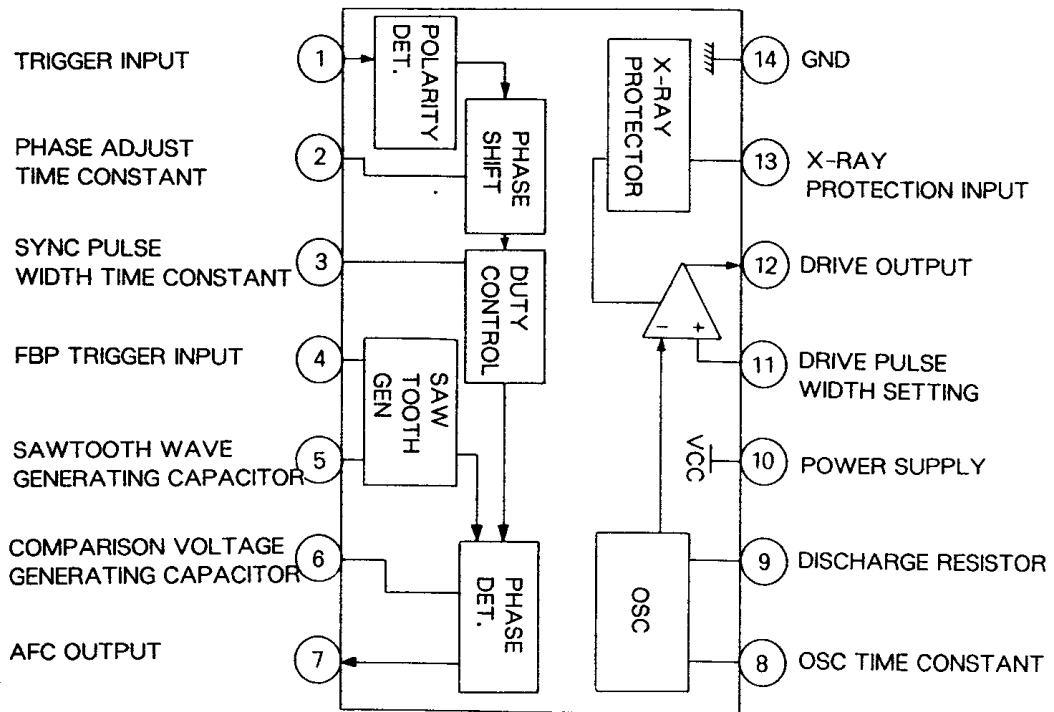 TRIGGER INPUT
1
PHASE ADJUST
TIME CONSTANT
2
SYNC PULSE
WIDTH TIME CONSTANT
3
FBP TRIGGER INPUT
4
SAWTOOTH WAVE
GENERATING CAPACITOR
5
COMPARISON VOLTAGE
GENERATING CAPACITOR
6
AFC OUTPUT
7
POLARITY
DET.
PHASE
SHIFT
DUTY
CONTROL
SAW
TOOTH
GEN
PHASE
DET.
X-RAY
PROTECTOR
-
+
VCC
OSC
14
GND
13
X-RAY
PROTECTION INPUT
12
DRIVE OUTPUT
11
DRIVE PULSE
WIDTH SETTING
10
POWER SUPPLY
9
DISCHARGE RESISTOR
8
OSC TIME CONSTANT